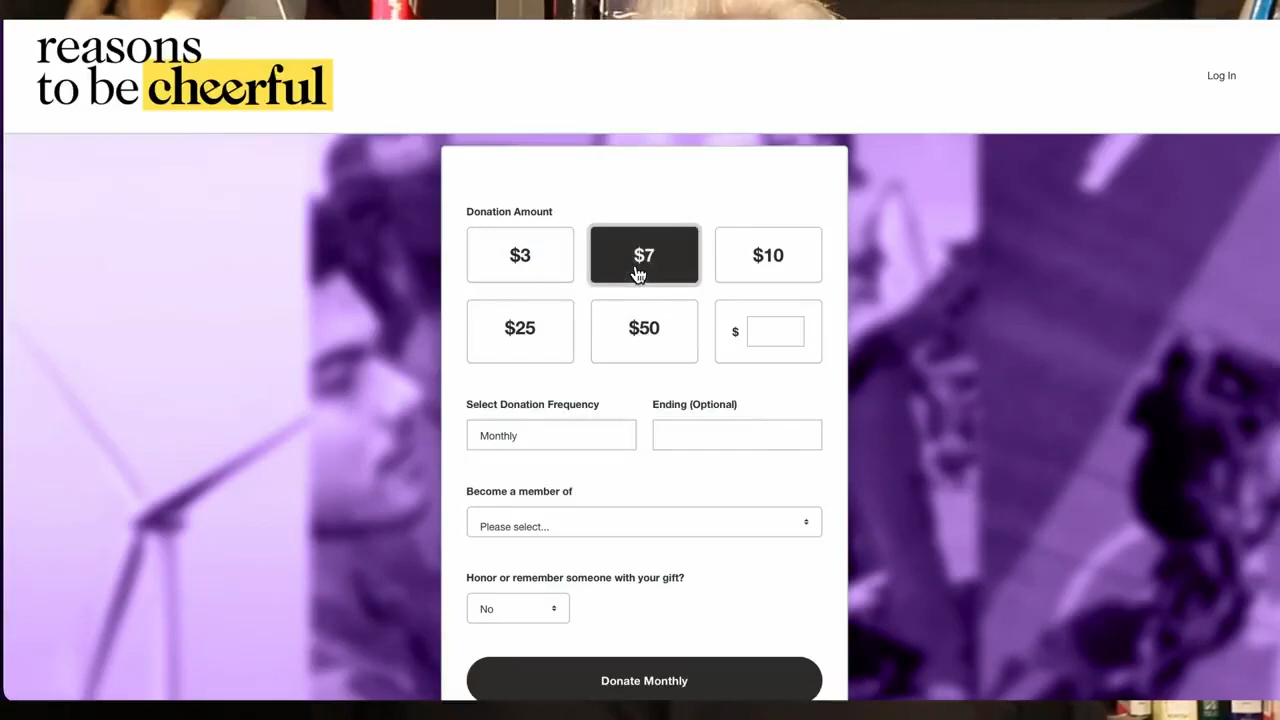 reasons
to be cheerful
Log In
Donation Amount
$3 $7 $10
$25 $50 $
Select Donation Frequency Ending (Optional)
Monthly
Become a member of
Please select...
Honor or remember someone with your gift?
No
Donate Monthly